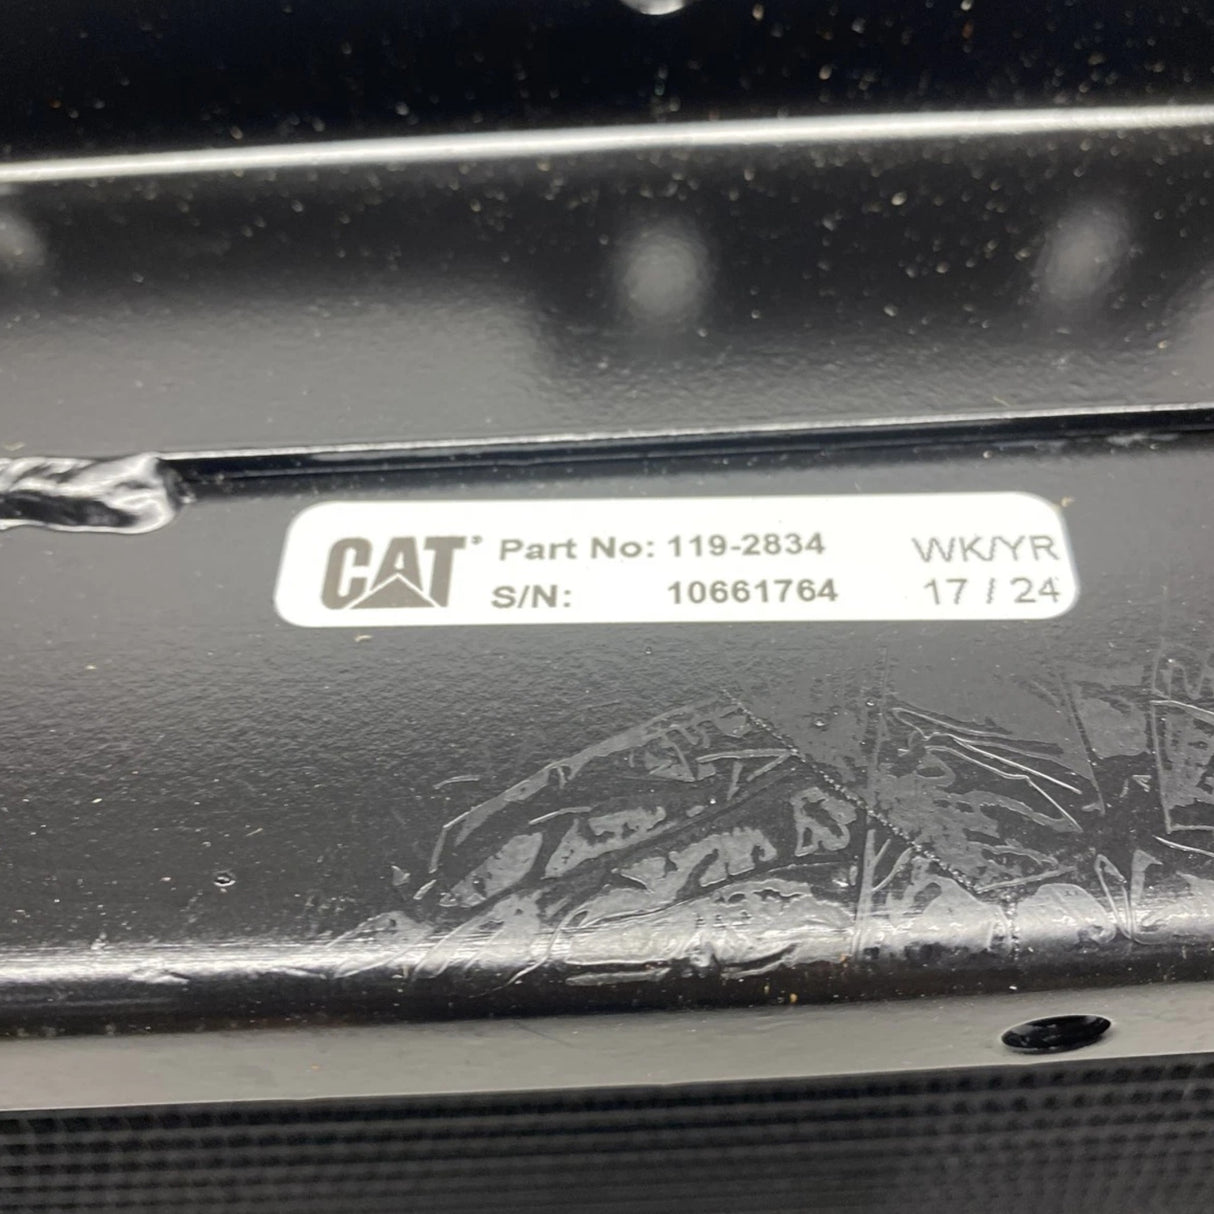 CAT Part No: 119-2834 WK/YR
S/N: 10661764 17 / 24